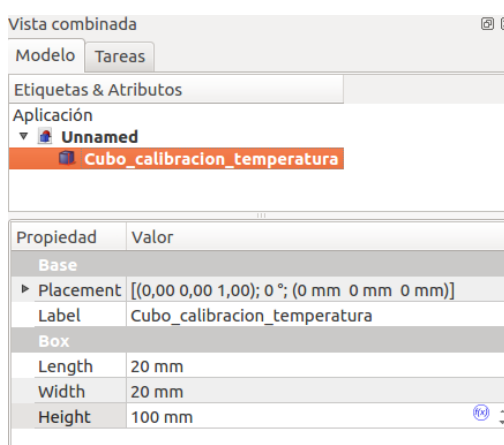 Vista combinada
Modelo Tareas
Etiquetas & Atributos
Aplicación
Unnamed
Cubo_calibracion_temperatura
Propiedad Valor
Base
Placement [(0,00 0,00 1,00); 0 °; (0 mm 0 mm 0 mm)]
Label Cubo_calibracion_temperatura
Box
Length 20 mm
Width 20 mm
Height 100 mm f(x)